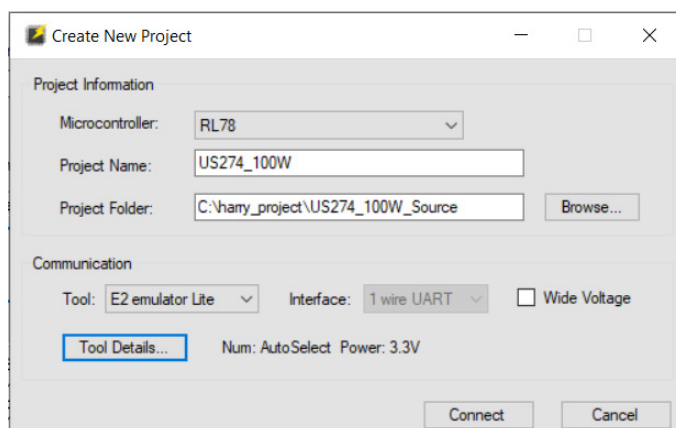 Create New Project
Project Information
Microcontroller: RL78
Project Name: US274_100W
Project Folder: C:\harry_project\US274_100W_Source Browse...
Communication
Tool: E2 emulator Lite Interface: 1 wire UART Wide Voltage
Tool Details... Num: AutoSelect Power: 3.3V
Connect Cancel